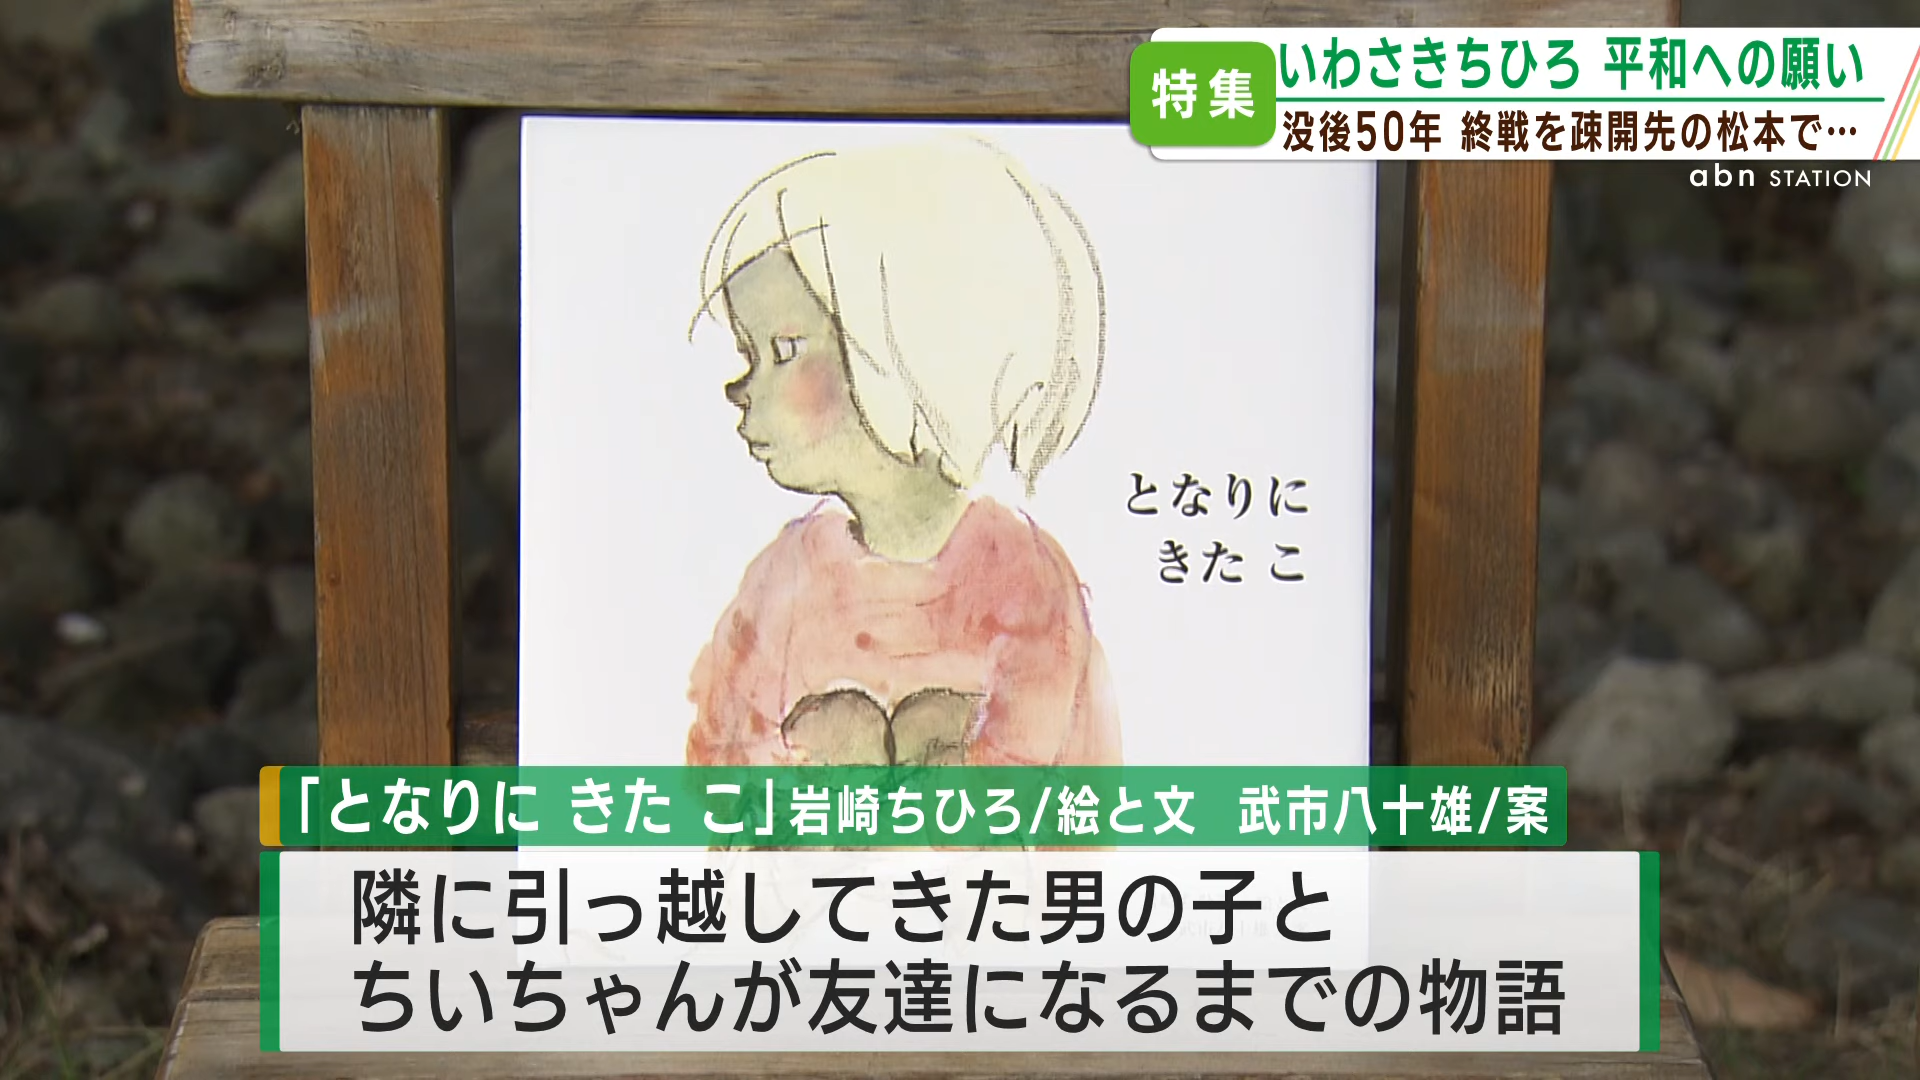 特集
いわさきちひろ 平和への願い
没後50年 終戦を疎開先の松本で…
abn STATION
となりに
きた こ
「となりに きた こ」岩崎ちひろ/絵と文 武市八十雄/案
隣に引っ越してきた男の子と
ちいちゃんが友達になるまでの物語